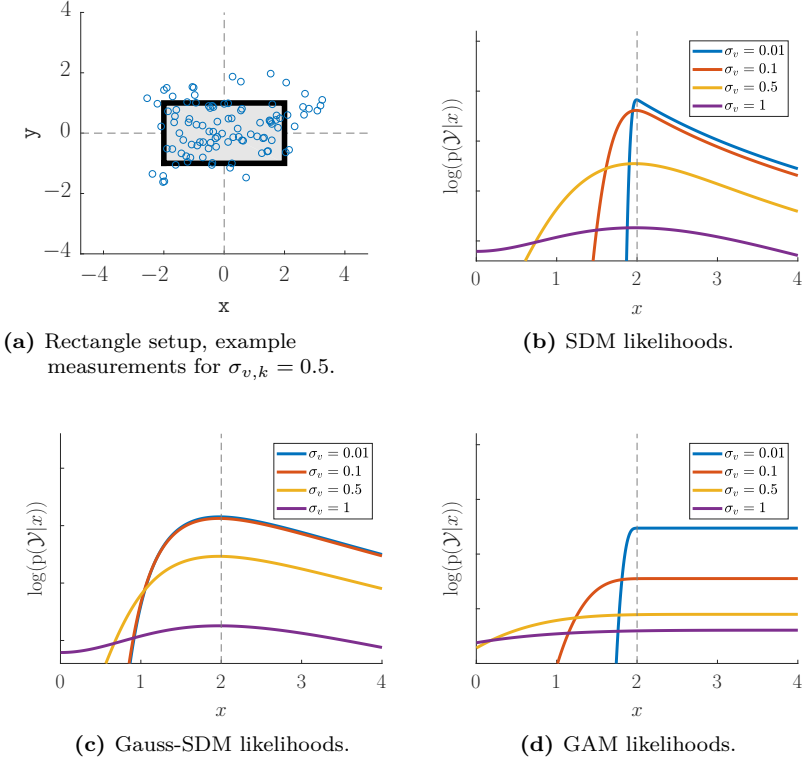 4
2
0
−2
−4
y
−4 −2 0 2 4
x
(a) Rectangle setup, example
measurements for σ_{v,k} = 0.5.
log(p(𝒴|x))
σ_v = 0.01
σ_v = 0.1
σ_v = 0.5
σ_v = 1
0 1 2 3 4
x
(b) SDM likelihoods.
log(p(𝒴|x))
σ_v = 0.01
σ_v = 0.1
σ_v = 0.5
σ_v = 1
0 1 2 3 4
x
(c) Gauss-SDM likelihoods.
log(p(𝒴|x))
σ_v = 0.01
σ_v = 0.1
σ_v = 0.5
σ_v = 1
0 1 2 3 4
x
(d) GAM likelihoods.